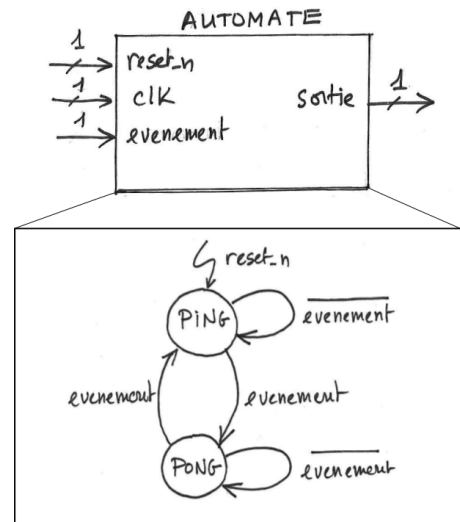 AUTOMATE
1 reset_n
1 clk
1 evenement
sortie 1
reset_n
PING
evenement
evenement
evenement
PONG
evenement